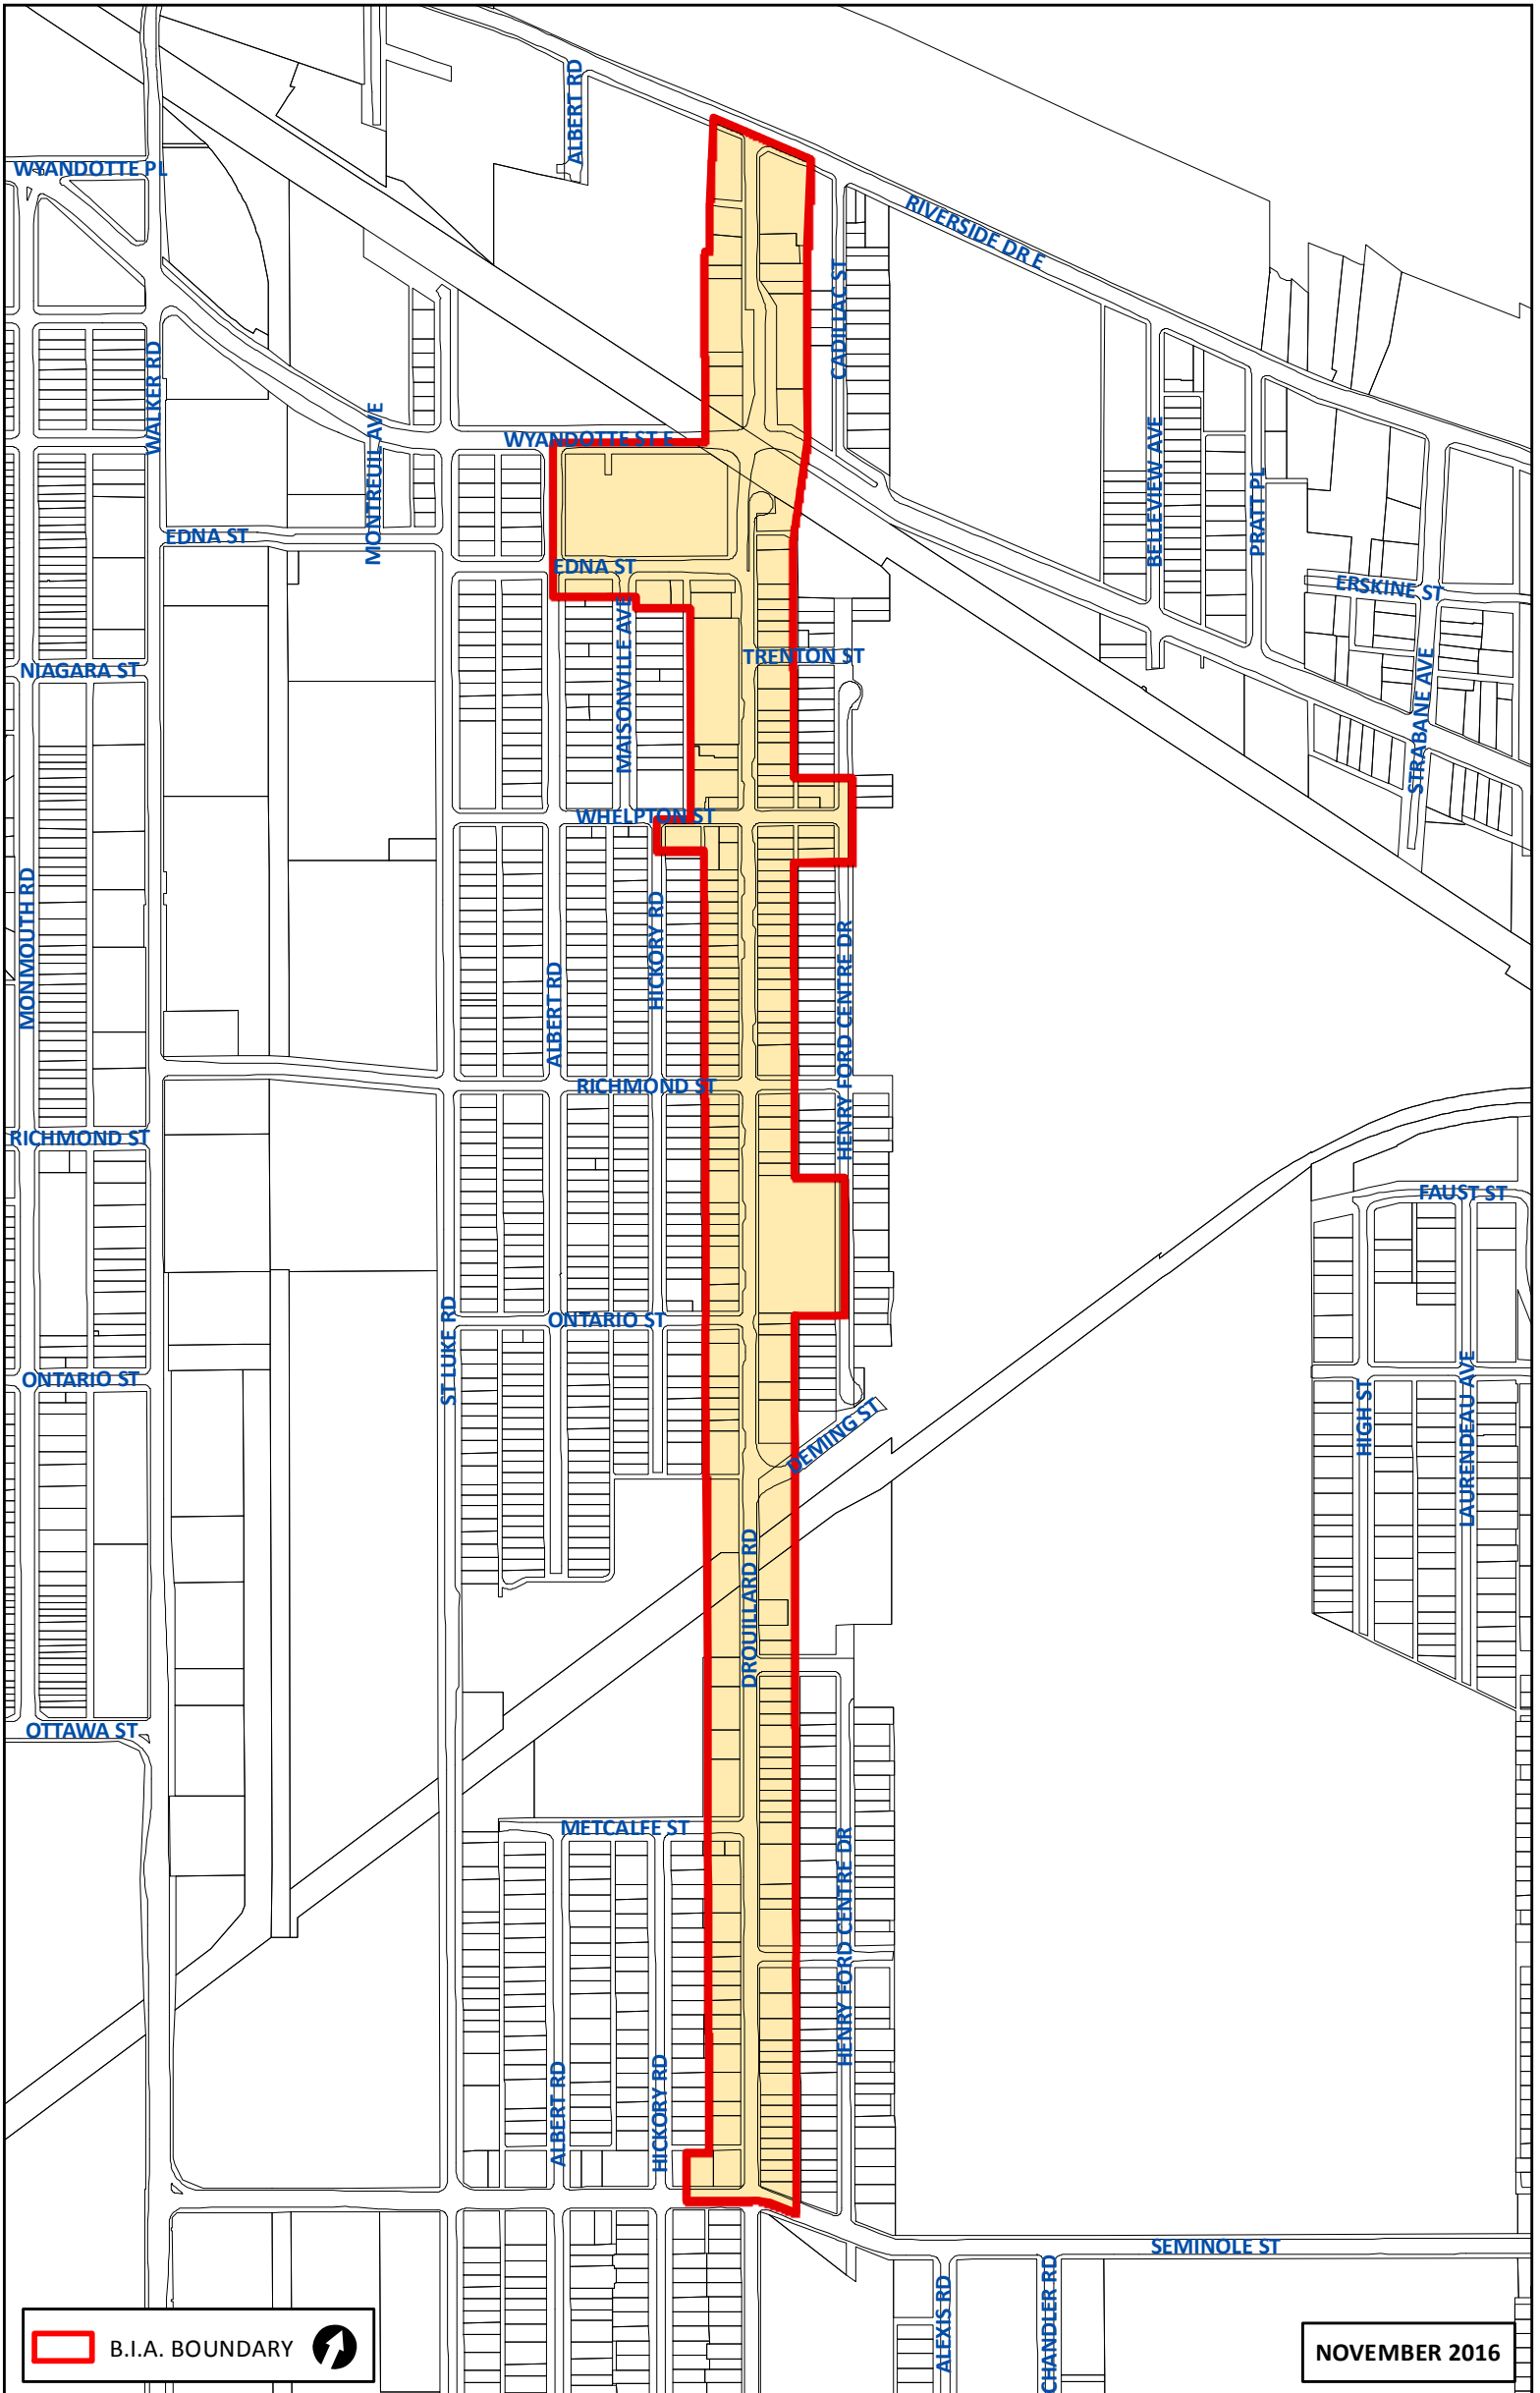 ALBERT RD
WYANDOTTE PL
RIVERSIDE DR E
CADILLAC ST
WALKER RD
MONTREUIL AVE
WYANDOTTE ST E
BELLEVIEW AVE
PRATT PL
EDNA ST
EDNA ST
ERSKINE ST
MAISONVILLE AVE
TRENTON ST
NIAGARA ST
STRABANE AVE
WHELPTON ST
MONMOUTH RD
HICKORY RD
ALBERT RD
HENRY FORD CENTRE DR
RICHMOND ST
RICHMOND ST
FAUST ST
ONTARIO ST
ST LUKE RD
ONTARIO ST
HIGH ST
LAURENDEAU AVE
DEMING ST
DROUILLARD RD
OTTAWA ST
METCALFE ST
HENRY FORD CENTRE DR
ALBERT RD
HICKORY RD
SEMINOLE ST
ALEXIS RD
CHANDLER RD
B.I.A. BOUNDARY
NOVEMBER 2016